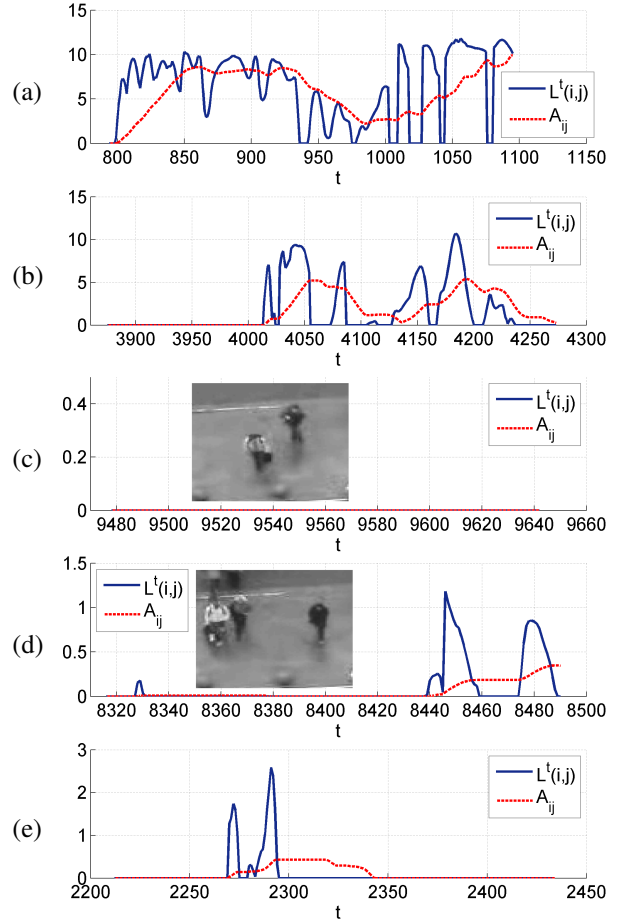 (a)
15
10
5
0
L^t(i,j)
A_ij
800 850 900 950 1000 1050 1100 1150
t
(b)
15
10
5
0
L^t(i,j)
A_ij
3900 3950 4000 4050 4100 4150 4200 4250 4300
t
(c)
0.4
0.2
0
L^t(i,j)
A_ij
9480 9500 9520 9540 9560 9580 9600 9620 9640 9660
t
(d)
1.5
1
0.5
0
L^t(i,j)
A_ij
8320 8340 8360 8380 8400 8420 8440 8460 8480 8500
t
(e)
3
2
1
0
L^t(i,j)
A_ij
2200 2250 2300 2350 2400 2450
t